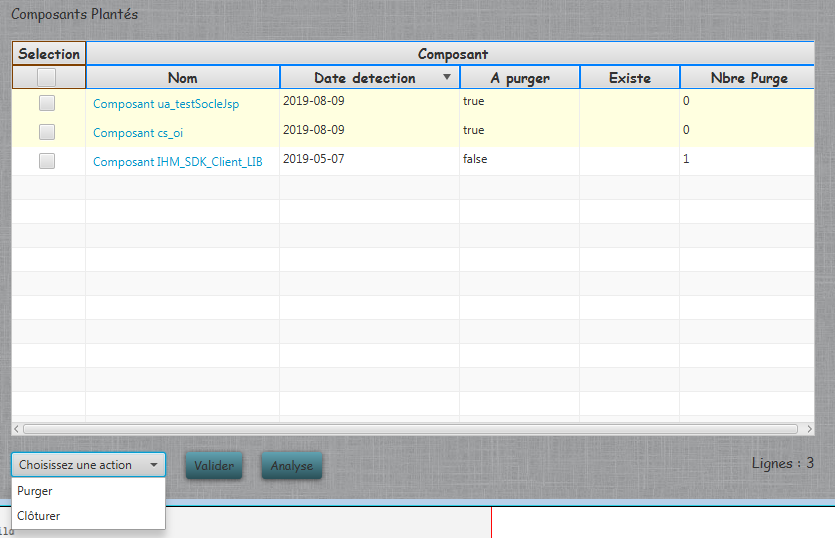 Composants Plantés
Selection Composant
Nom Date detection A purger Existe Nbre Purge
Composant ua_testSocleJsp 2019-08-09 true 0
Composant cs_oi 2019-08-09 true 0
Composant IHM_SDK_Client_LIB 2019-05-07 false 1
Choisissez une action Valider Analyse Lignes : 3
Purger
Clôturer